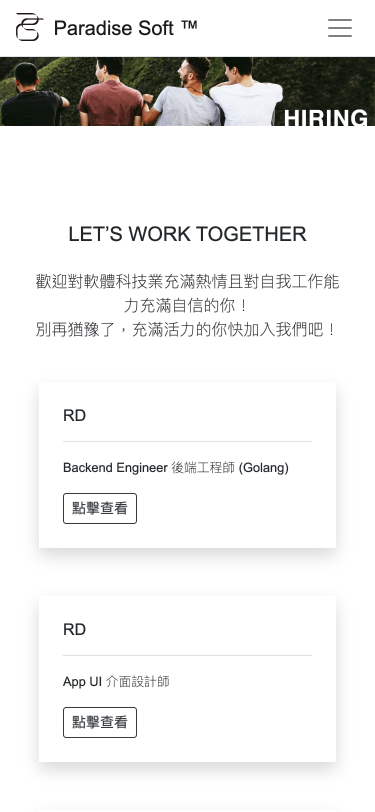 Paradise Soft ™
HIRING
LET’S WORK TOGETHER
歡迎對軟體科技業充滿熱情且對自我工作能
力充滿自信的你！
別再猶豫了，充滿活力的你快加入我們吧！
RD
Backend Engineer 後端工程師 (Golang)
點擊查看
RD
App UI 介面設計師
點擊查看